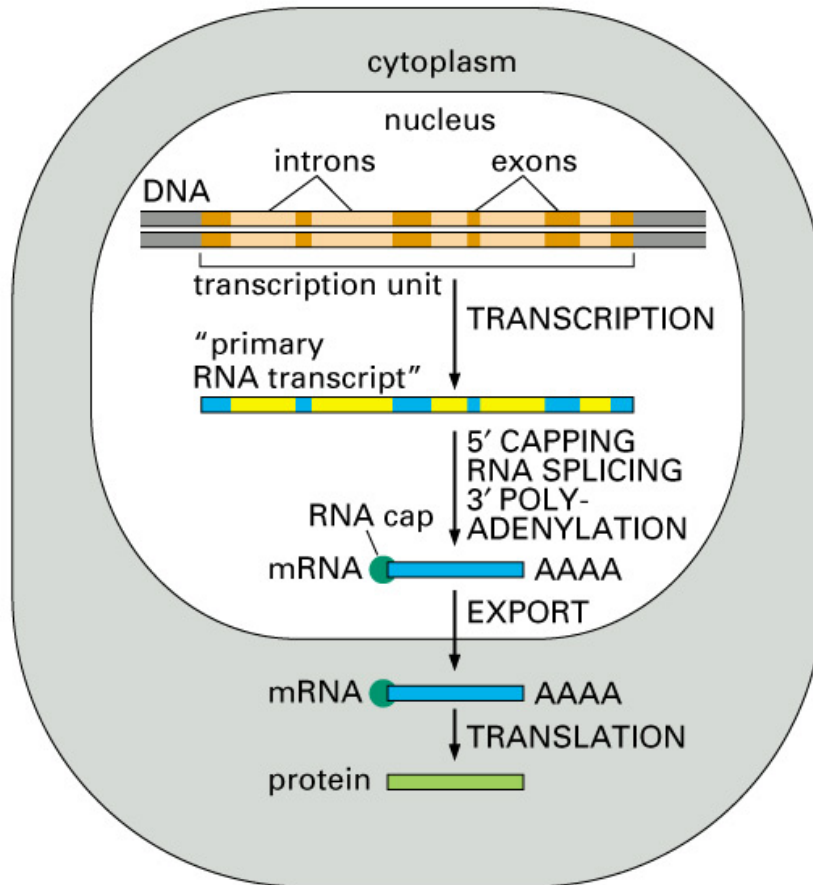 cytoplasm
nucleus
introns exons
DNA
transcription unit
TRANSCRIPTION
“primary
RNA transcript”
5′ CAPPING
RNA SPLICING
3′ POLY-
ADENYLATION
RNA cap
mRNA AAAA
EXPORT
mRNA AAAA
TRANSLATION
protein